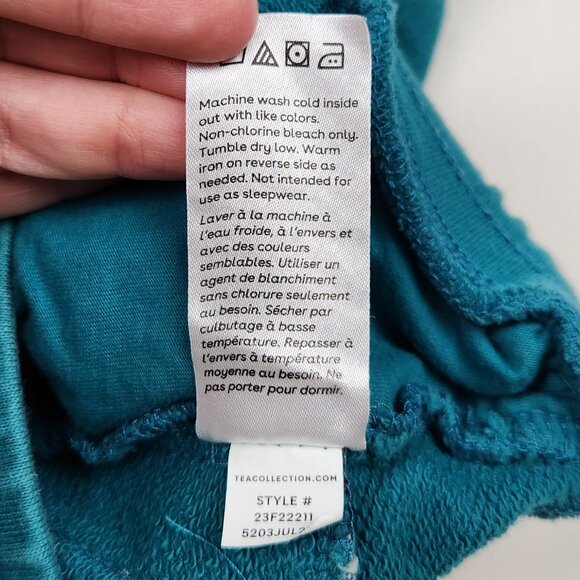 Machine wash cold inside
out with like colors.
Non-chlorine bleach only.
Tumble dry low. Warm
iron on reverse side as
needed. Not intended for
use as sleepwear.
Laver à la machine à
l'eau froide, à l'envers et
avec des couleurs
semblables. Utiliser un
agent de blanchiment
sans chlorure seulement
au besoin. Sécher par
culbutage à basse
température. Repasser à
l'envers à température
moyenne au besoin. Ne
pas porter pour dormir.
TEACOLLECTION.COM
STYLE #
23F22211